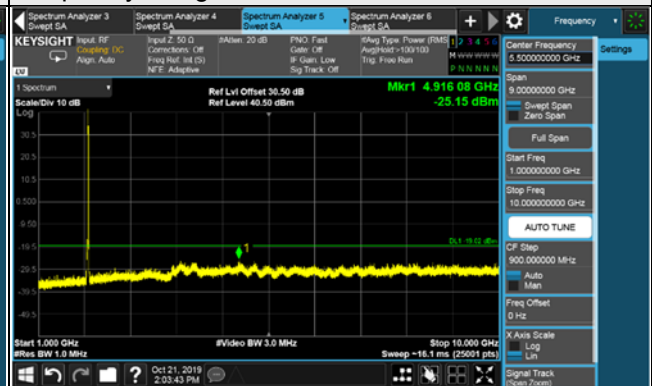 Spectrum Analyzer 3
Swept SA
Spectrum Analyzer 4
Swept SA
Spectrum Analyzer 5
Swept SA
Spectrum Analyzer 6
Swept SA
Frequency
KEYSIGHT
Input: RF
Coupling: DC
Align: Auto
Input Z: 50 Ω
Corrections: Off
Freq Ref: Int (S)
NFE: Adaptive
#Atten: 20 dB
PNO: Fast
Gate: Off
IF Gain: Low
Sig Track: Off
#Avg Type: Power (RMS)
Avg|Hold:>100/100
Trig: Free Run
1 2 3 4 5 6
M W W W W W
P N N N N N
Center Frequency
5.500000000 GHz
Settings
Span
9.00000000 GHz
Swept Span
Zero Span
Full Span
Start Freq
1.000000000 GHz
Stop Freq
10.000000000 GHz
AUTO TUNE
CF Step
900.000000 MHz
Auto
Man
Freq Offset
0 Hz
X Axis Scale
Log
Lin
Signal Track
(Span Zoom)
LXI
1 Spectrum
Scale/Div 10 dB
Log
Ref Lvl Offset 30.50 dB
Ref Level 40.50 dBm
Mkr1 4.916 08 GHz
-25.15 dBm
30.5
10.5
0.500
-9.50
-19.5
-29.5
-39.5
-49.5
1
Start 1.000 GHz
#Res BW 1.0 MHz
#Video BW 3.0 MHz
Stop 10.000 GHz
Sweep ~16.1 ms (25001 pts)
?
Oct 21, 2019
2:03:43 PM